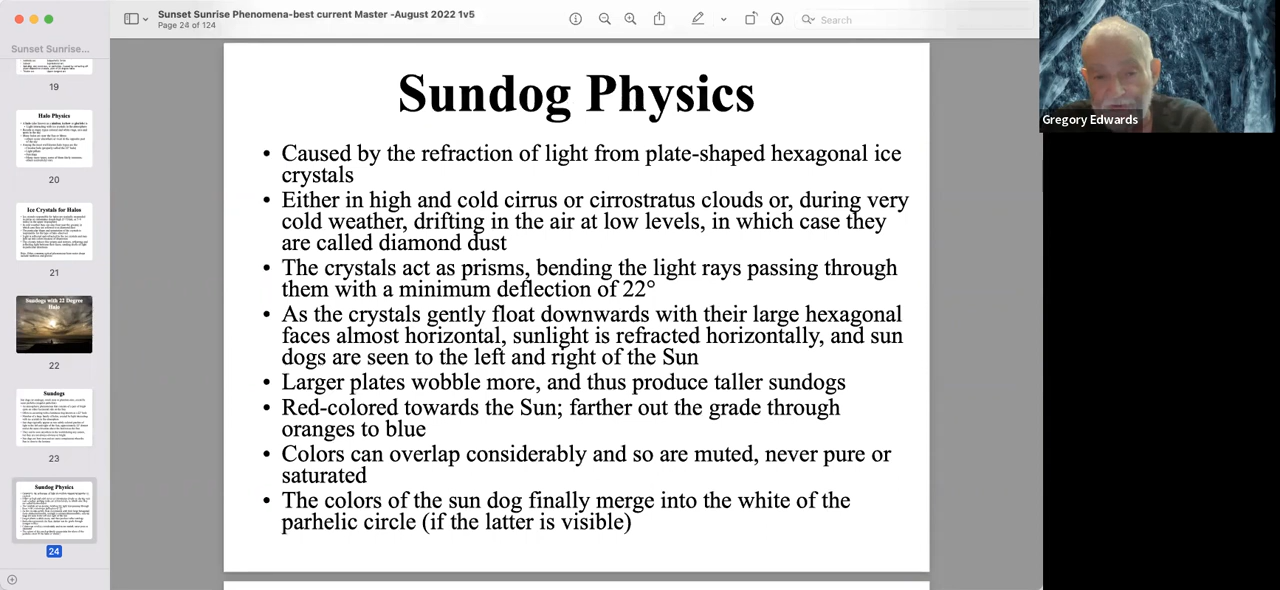 Sunset Sunrise Phenomena-best current Master -August 2022 1v5
Page 24 of 124
Search
Sunset Sunrise...
19
Halo Physics
20
Ice Crystals for Halos
21
Sundogs with 22 Degree
Halo
22
Sundogs
23
Sundog Physics
24
Sundog Physics
• Caused by the refraction of light from plate-shaped hexagonal ice
crystals
• Either in high and cold cirrus or cirrostratus clouds or, during very
cold weather, drifting in the air at low levels, in which case they
are called diamond dust
• The crystals act as prisms, bending the light rays passing through
them with a minimum deflection of 22°
• As the crystals gently float downwards with their large hexagonal
faces almost horizontal, sunlight is refracted horizontally, and sun
dogs are seen to the left and right of the Sun
• Larger plates wobble more, and thus produce taller sundogs
• Red-colored towards the Sun; farther out the grade through
oranges to blue
• Colors can overlap considerably and so are muted, never pure or
saturated
• The colors of the sundog finally merge into the white of the
parhelic circle (if the latter is visible)
Gregory Edwards